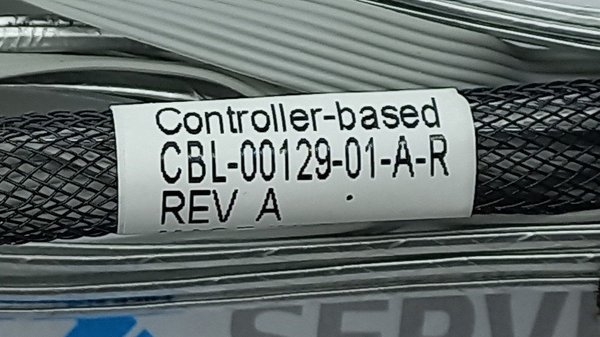 Controller-based
CBL-00129-01-A-R
REV A